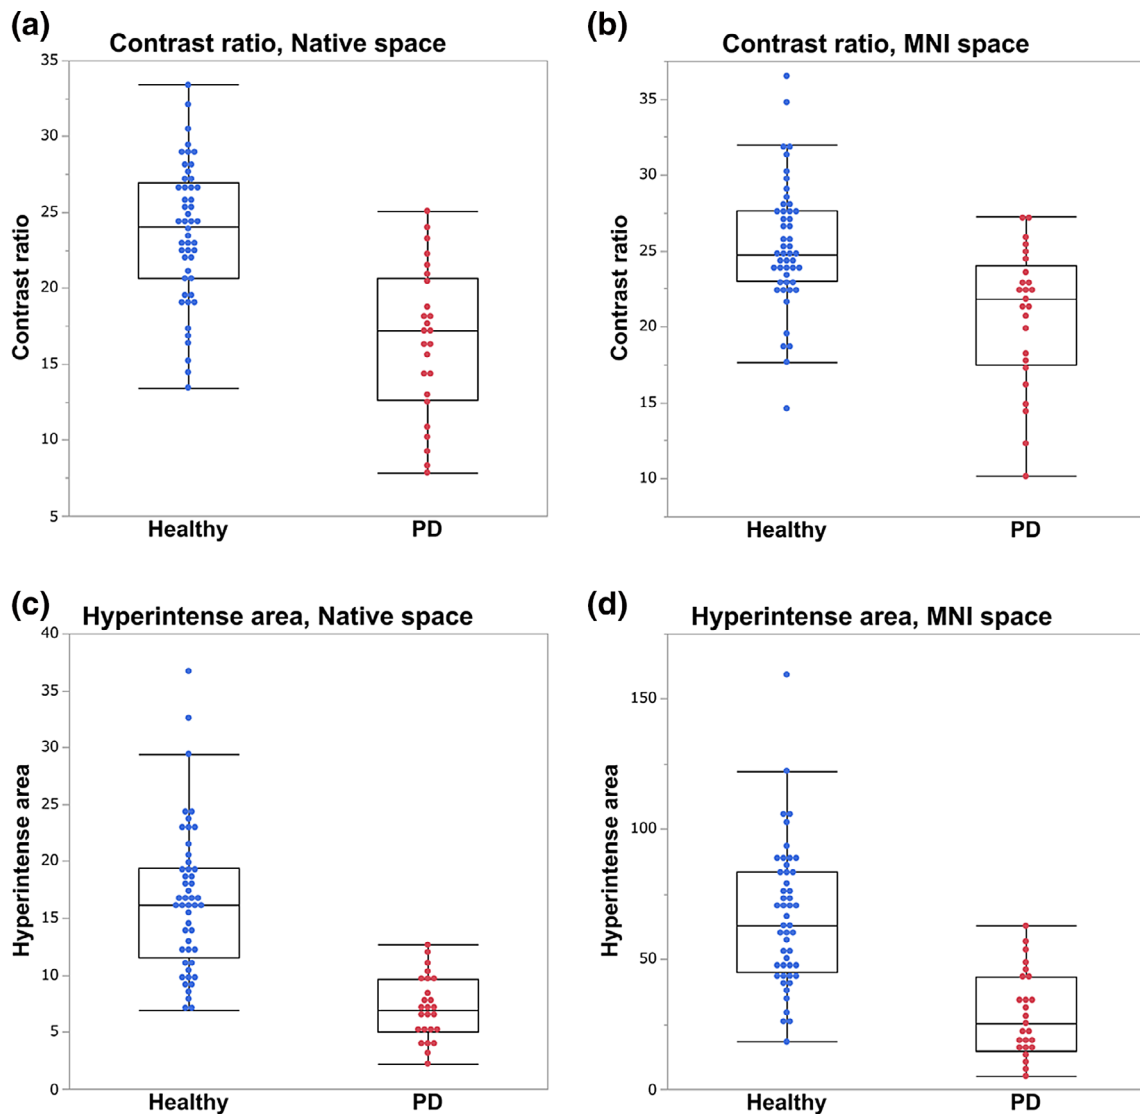 (a)
Contrast ratio, Native space
35
30
25
20
15
10
5
Contrast ratio
Healthy
PD
(b)
Contrast ratio, MNI space
35
30
25
20
15
10
Contrast ratio
Healthy
PD
(c)
Hyperintense area, Native space
40
35
30
25
20
15
10
5
0
Hyperintense area
Healthy
PD
(d)
Hyperintense area, MNI space
150
100
50
0
Hyperintense area
Healthy
PD